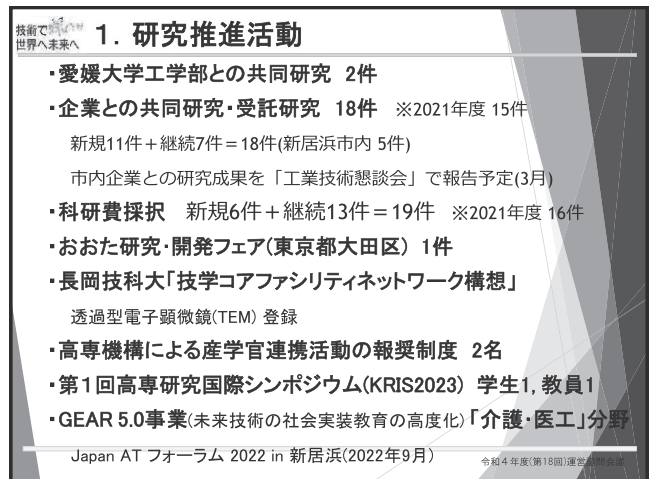 技術で
世界へ未来へ
1．研究推進活動
・愛媛大学工学部との共同研究 2件
・企業との共同研究・受託研究 18件 ※2021年度 15件
新規11件＋継続7件＝18件(新居浜市内 5件)
市内企業との研究成果を「工業技術懇談会」で報告予定(3月)
・科研費採択 新規6件＋継続13件＝19件 ※2021年度 16件
・おおた研究・開発フェア(東京都大田区) 1件
・長岡技科大「技学コアファシリティネットワーク構想」
透過型電子顕微鏡(TEM) 登録
・高専機構による産学官連携活動の報奨制度 2名
・第１回高専研究国際シンポジウム(KRIS2023) 学生1, 教員1
・GEAR 5.0事業(未来技術の社会実装教育の高度化)「介護・医工」分野
Japan AT フォーラム 2022 in 新居浜(2022年9月)
令和４年度(第18回)運営諮問会議